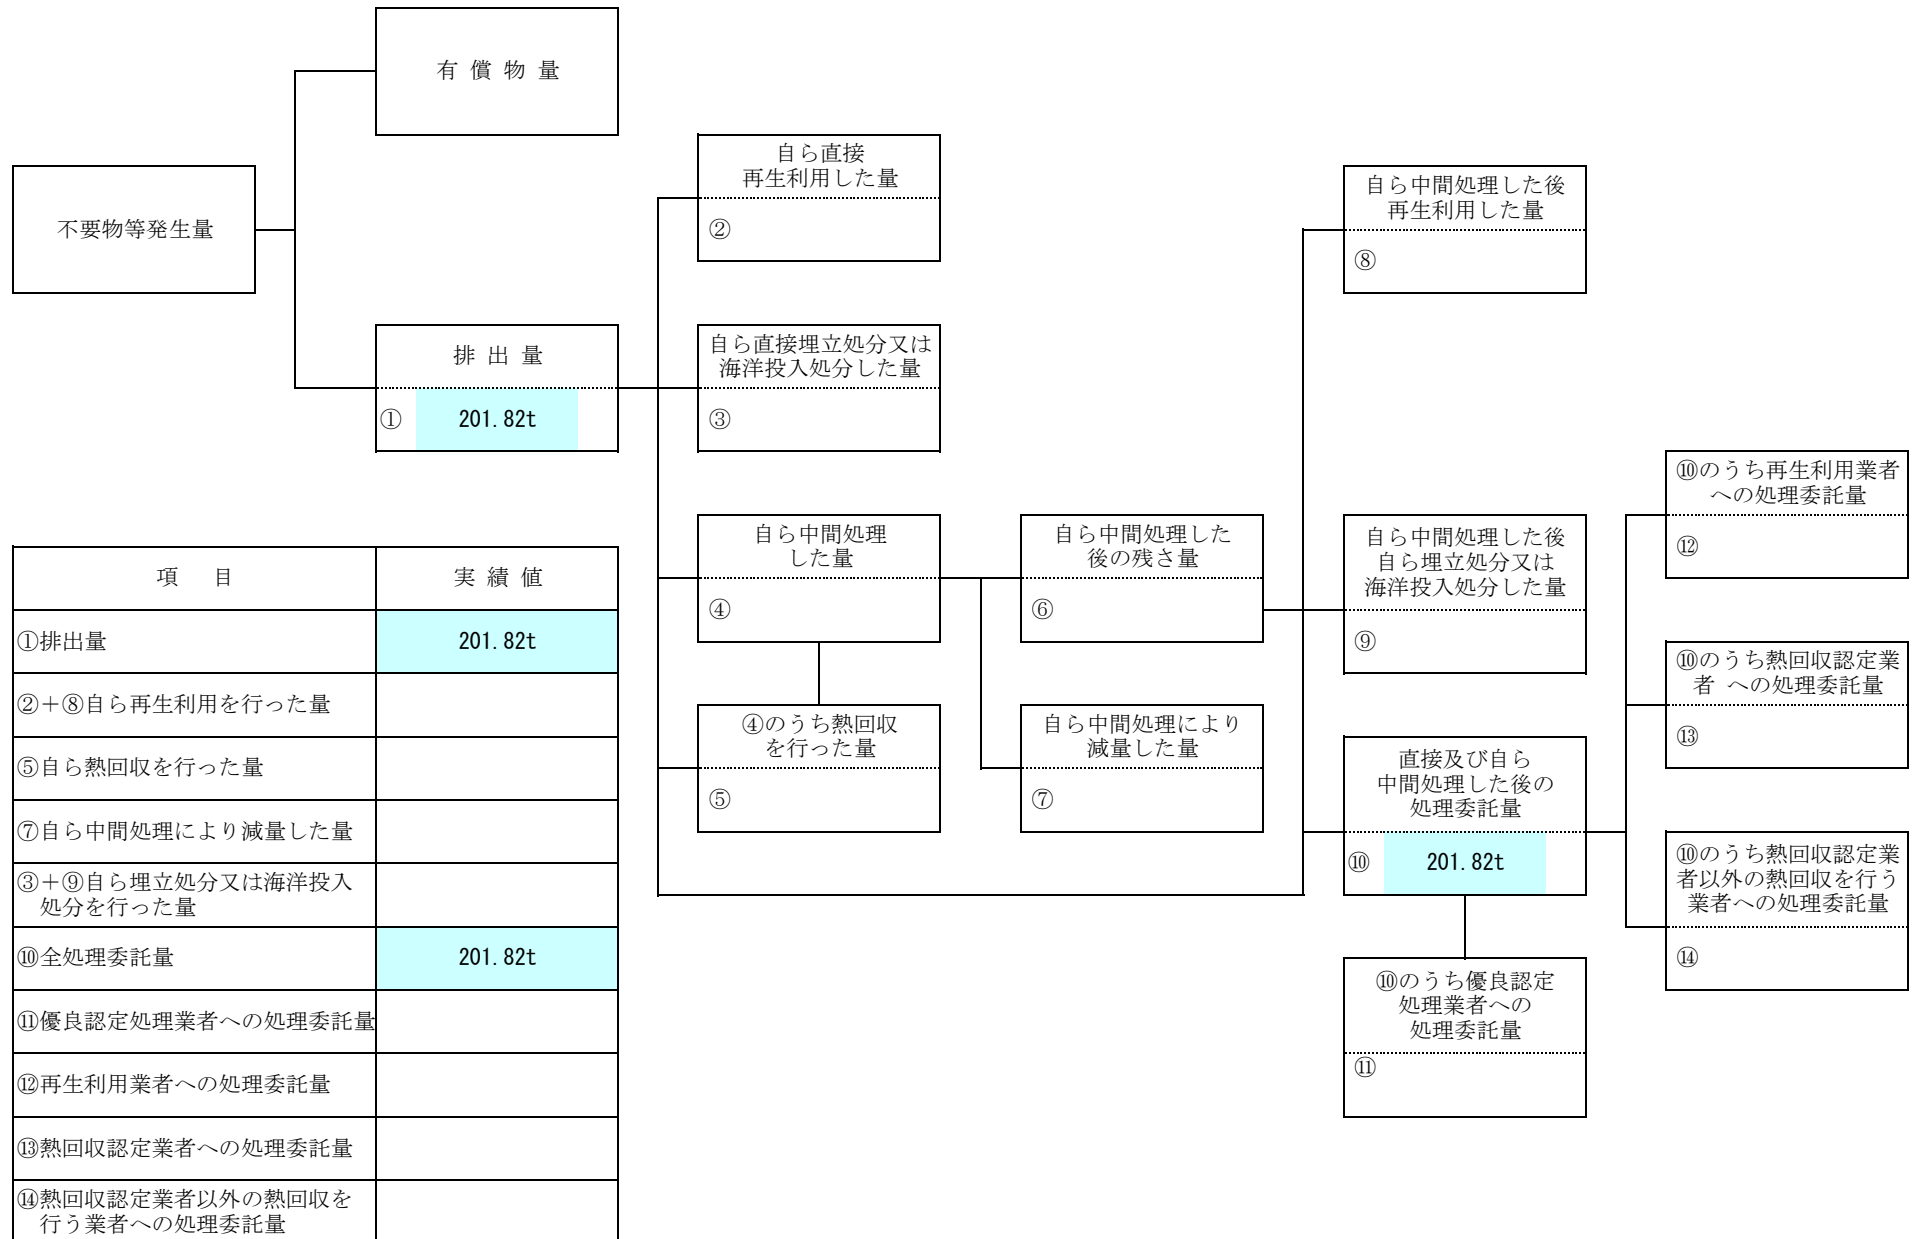 有 償 物 量
不要物等発生量
排 出 量
① 201.82t
自ら直接
再生利用した量
②
自ら直接埋立処分又は
海洋投入処分した量
③
自ら中間処理
した量
④
④のうち熱回収
を行った量
⑤
自ら中間処理した
後の残さ量
⑥
自ら中間処理により
減量した量
⑦
自ら中間処理した後
再生利用した量
⑧
自ら中間処理した後
自ら埋立処分又は
海洋投入処分した量
⑨
直接及び自ら
中間処理した後の
処理委託量
⑩ 201.82t
⑩のうち優良認定
処理業者への
処理委託量
⑪
⑩のうち再生利用業者
への処理委託量
⑫
⑩のうち熱回収認定業
者 への処理委託量
⑬
⑩のうち熱回収認定業
者以外の熱回収を行う
業者への処理委託量
⑭
項 目 実 績 値
①排出量 201.82t
②＋⑧自ら再生利用を行った量
⑤自ら熱回収を行った量
⑦自ら中間処理により減量した量
③＋⑨自ら埋立処分又は海洋投入
処分を行った量
⑩全処理委託量 201.82t
⑪優良認定処理業者への処理委託量
⑫再生利用業者への処理委託量
⑬熱回収認定業者への処理委託量
⑭熱回収認定業者以外の熱回収を
行う業者への処理委託量